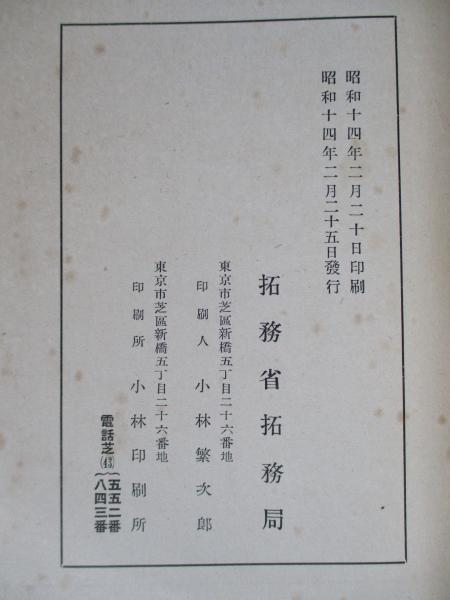 昭和十四年二月二十日印刷
昭和十四年二月二十五日發行
拓務省拓務局
東京市芝區新橋五丁目二十六番地
印刷人 小林繁次郎
東京市芝區新橋五丁目二十六番地
印刷所 小林印刷所
電話芝(43)五五二番
八四三番